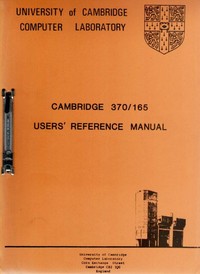 UNIVERSITY of CAMBRIDGE
COMPUTER LABORATORY
CAMBRIDGE 370/165
USERS' REFERENCE MANUAL
University of Cambridge
Computer Laboratory
Corn Exchange Street
Cambridge CB2 3QG
England